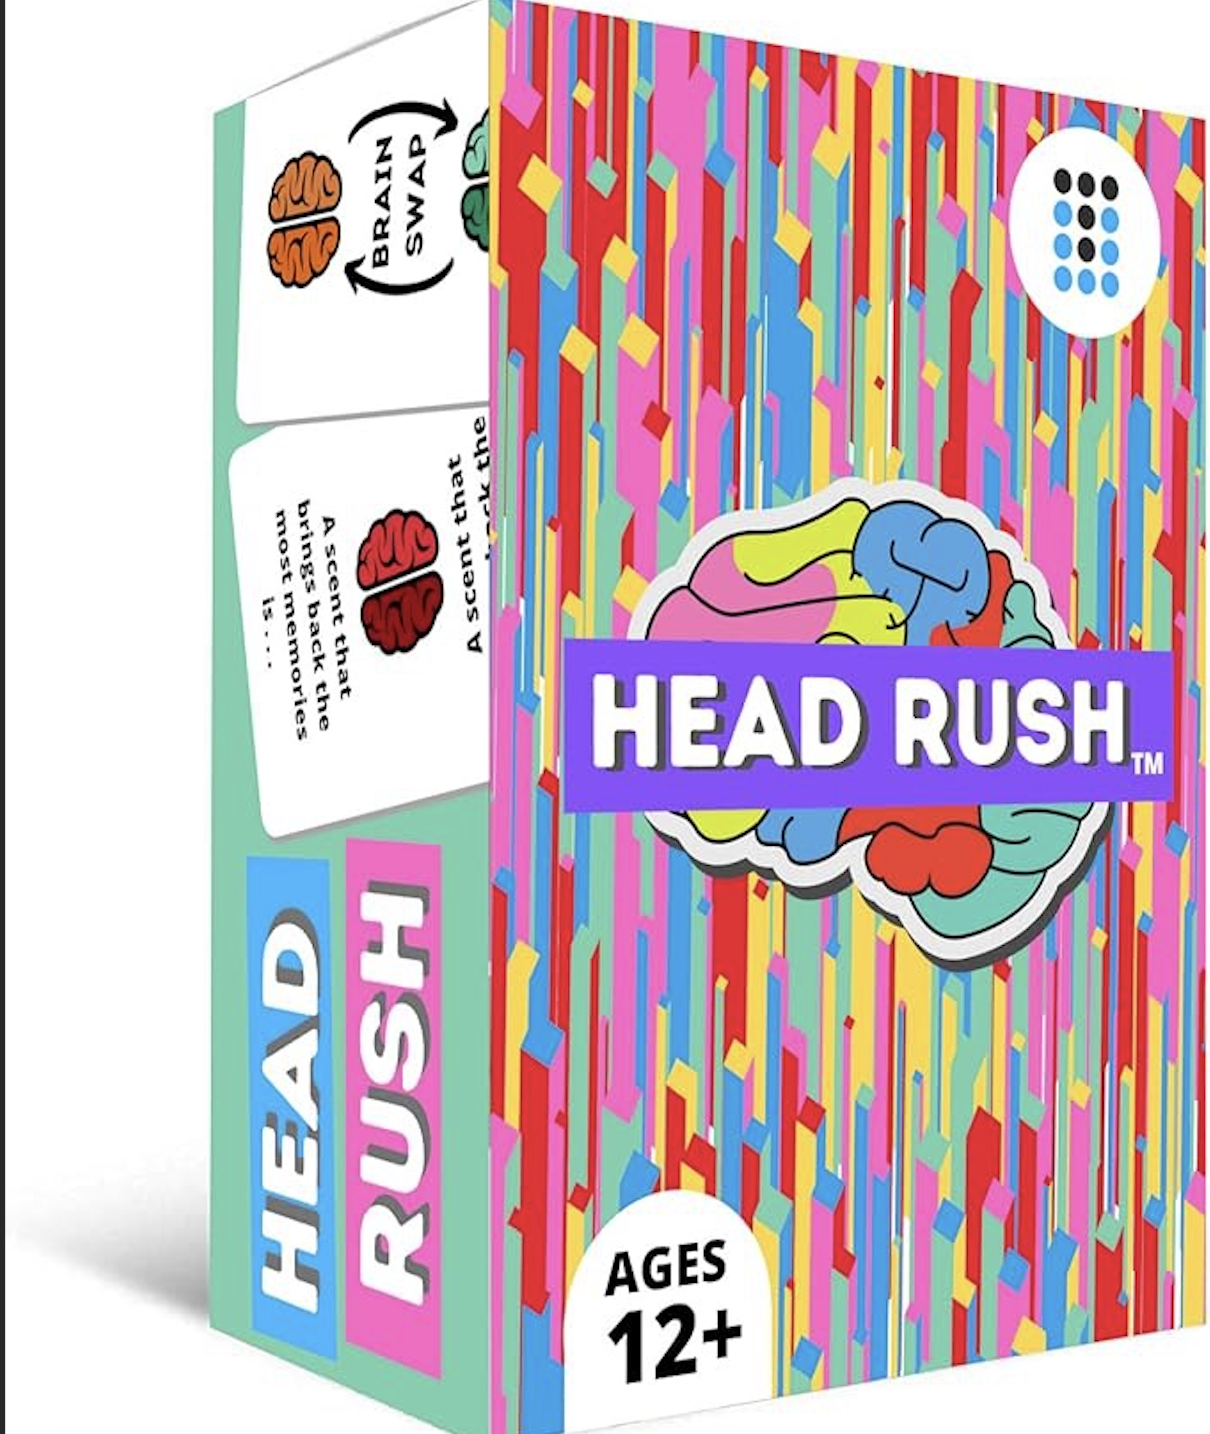 BRAIN
SWAP
A scent that
brings back the
most memories
is . . .
A scent that
the
HEAD
RUSH
HEAD RUSH
TM
AGES
12+